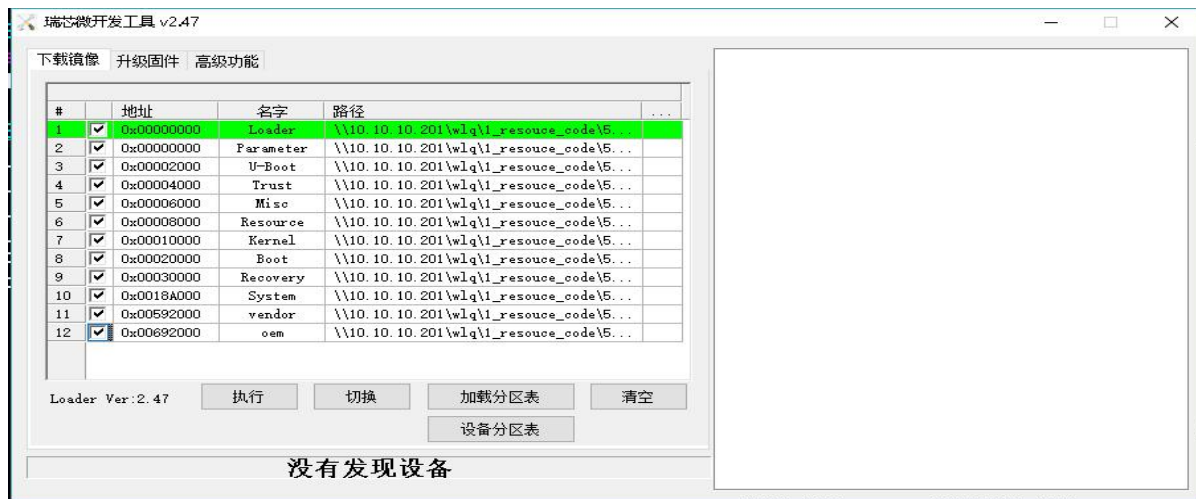 瑞芯微开发工具 v2.47
下载镜像 升级固件 高级功能
# 地址 名字 路径 ...
1 0x00000000 Loader \\10.10.10.201\wlq\1_resouce_code\5...
2 0x00000000 Parameter \\10.10.10.201\wlq\1_resouce_code\5...
3 0x00002000 U-Boot \\10.10.10.201\wlq\1_resouce_code\5...
4 0x00004000 Trust \\10.10.10.201\wlq\1_resouce_code\5...
5 0x00006000 Misc \\10.10.10.201\wlq\1_resouce_code\5...
6 0x00008000 Resource \\10.10.10.201\wlq\1_resouce_code\5...
7 0x00010000 Kernel \\10.10.10.201\wlq\1_resouce_code\5...
8 0x00020000 Boot \\10.10.10.201\wlq\1_resouce_code\5...
9 0x00030000 Recovery \\10.10.10.201\wlq\1_resouce_code\5...
10 0x0018A000 System \\10.10.10.201\wlq\1_resouce_code\5...
11 0x00592000 vendor \\10.10.10.201\wlq\1_resouce_code\5...
12 0x00692000 oem \\10.10.10.201\wlq\1_resouce_code\5...
Loader Ver:2.47 执行 切换 加载分区表 清空
设备分区表
没有发现设备